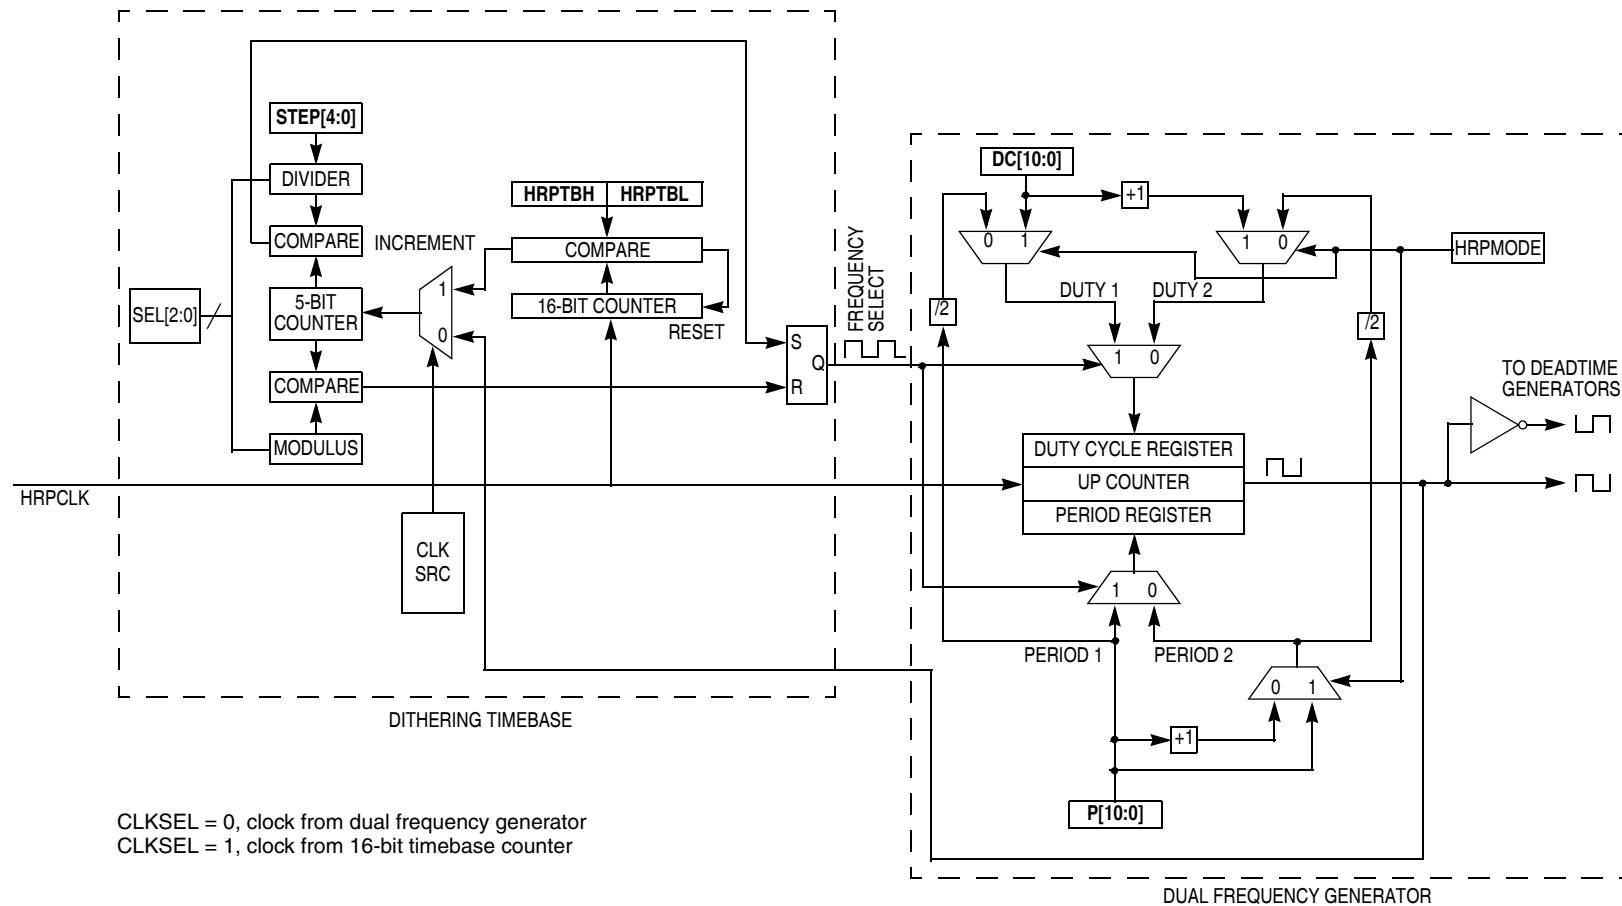 STEP[4:0]
DIVIDER
COMPARE
INCREMENT
SEL[2:0]
5-BIT
COUNTER
COMPARE
MODULUS
1
0
HRPTBH HRPTBL
COMPARE
16-BIT COUNTER
RESET
HRPCLK
CLK
SRC
S
Q
R
FREQUENCY
SELECT
DITHERING TIMEBASE
DC[10:0]
+1
0 1
1 0
HRPMODE
/2
DUTY 1
DUTY 2
/2
1 0
DUTY CYCLE REGISTER
UP COUNTER
PERIOD REGISTER
TO DEADTIME
GENERATORS
1 0
PERIOD 1
PERIOD 2
0 1
+1
P[10:0]
CLKSEL = 0, clock from dual frequency generator
CLKSEL = 1, clock from 16-bit timebase counter
DUAL FREQUENCY GENERATOR